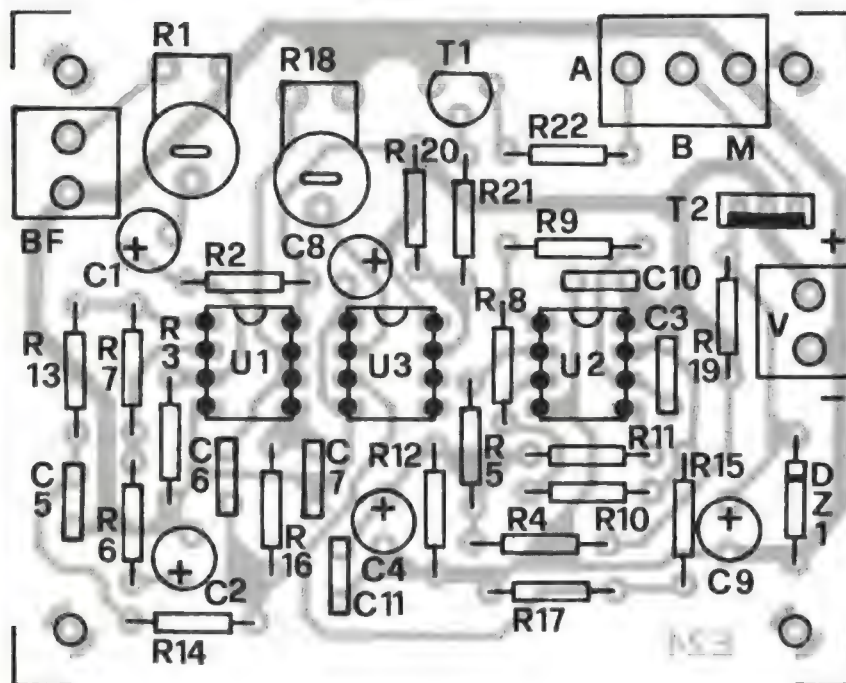 R1
R18
T1
A
B M
R22
R 20
R21
T2
+
BF
C1
+
R2
C8
+
R9
C10
V
-
R 13
R 7
R 3
U1
U3
R 8
U2
C3
R 19
C 5
R 6
C 6
R 16
C 7
R12
R 5
R11
R10
R15
DZ1
+
C2
+
C4
C11
R4
R17
+
C9
R14